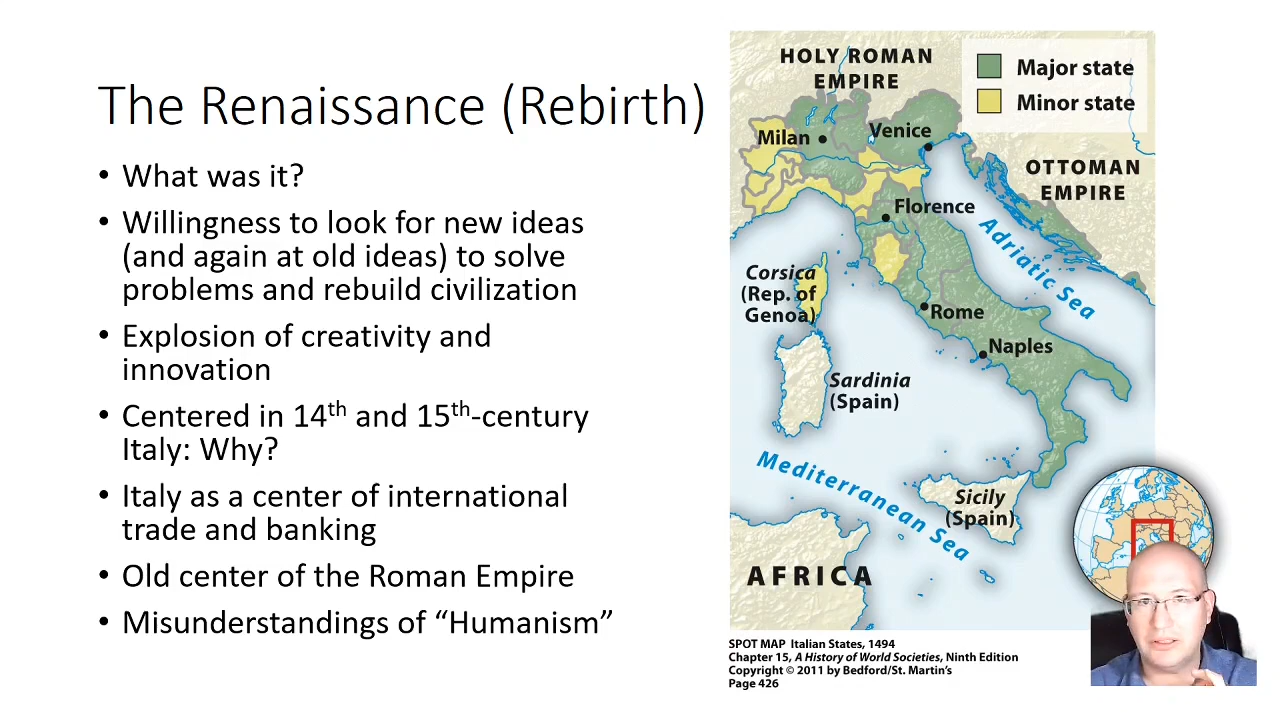 The Renaissance (Rebirth)
• What was it?
• Willingness to look for new ideas
(and again at old ideas) to solve
problems and rebuild civilization
• Explosion of creativity and
innovation
• Centered in 14th and 15th-century
Italy: Why?
• Italy as a center of international
trade and banking
• Old center of the Roman Empire
• Misunderstandings of “Humanism”
HOLY ROMAN
EMPIRE
Major state
Minor state
Milan
Venice
OTTOMAN
EMPIRE
Florence
Adriatic Sea
Corsica
(Rep. of
Genoa)
Rome
Naples
Sardinia
(Spain)
Mediterranean Sea
Sicily
(Spain)
AFRICA
SPOT MAP Italian States, 1494
Chapter 15, A History of World Societies, Ninth Edition
Copyright © 2011 by Bedford/St. Martin’s
Page 426